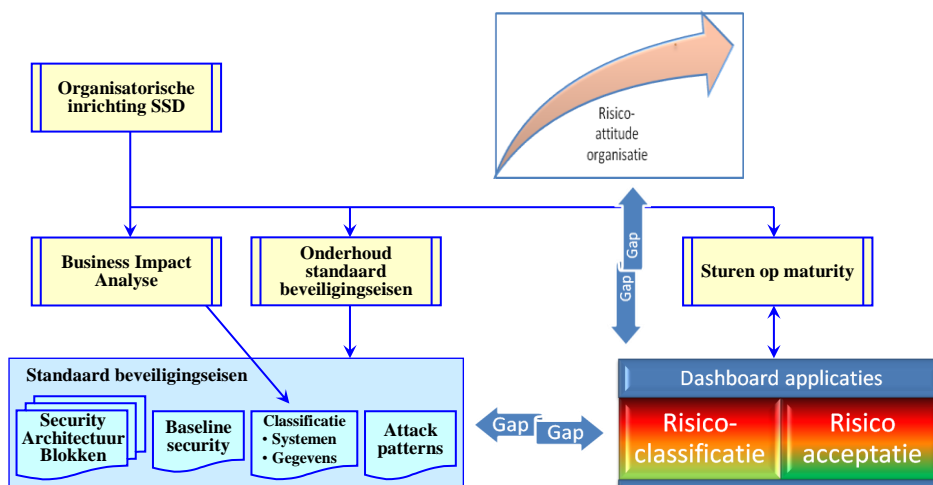 Organisatorische
inrichting SSD
Risico-
attitude
organisatie
Business Impact
Analyse
Onderhoud
standaard
beveiligingseisen
Gap
Gap
Sturen op maturity
Standaard beveiligingseisen
Security
Architectuur
Blokken
Baseline
security
Classificatie
• Systemen
• Gegevens
Attack
patterns
Gap
Gap
Dashboard applicaties
Risico-
classificatie
Risico
acceptatie